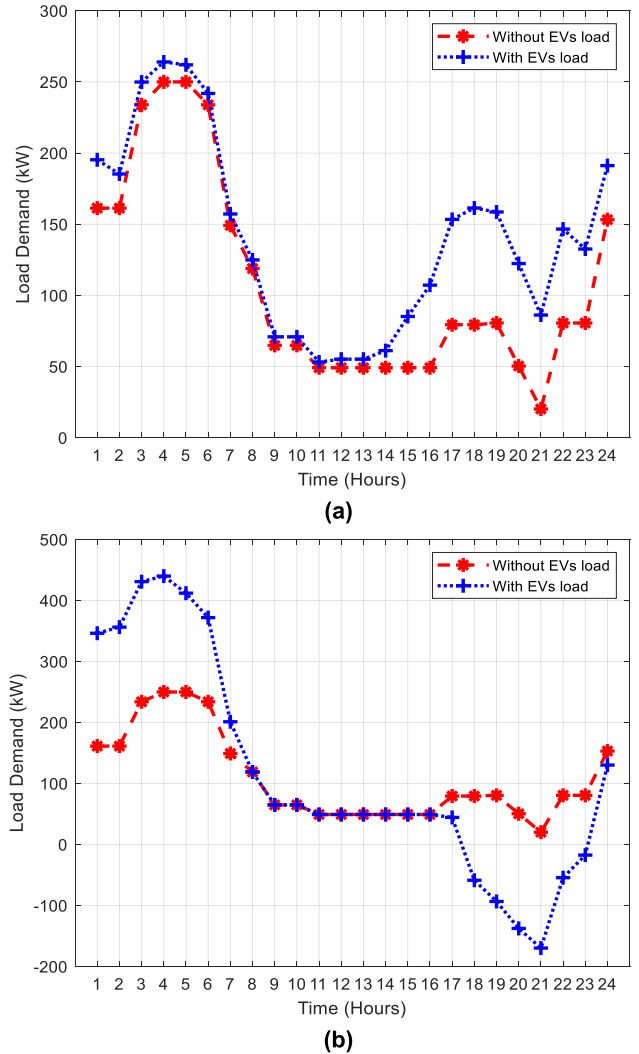 300
250
200
150
100
50
0
Load Demand (kW)
Without EVs load
With EVs load
1 2 3 4 5 6 7 8 9 10 11 12 13 14 15 16 17 18 19 20 21 22 23 24
Time (Hours)
(a)
500
400
300
200
100
0
-100
-200
Load Demand (kW)
Without EVs load
With EVs load
1 2 3 4 5 6 7 8 9 10 11 12 13 14 15 16 17 18 19 20 21 22 23 24
Time (Hours)
(b)